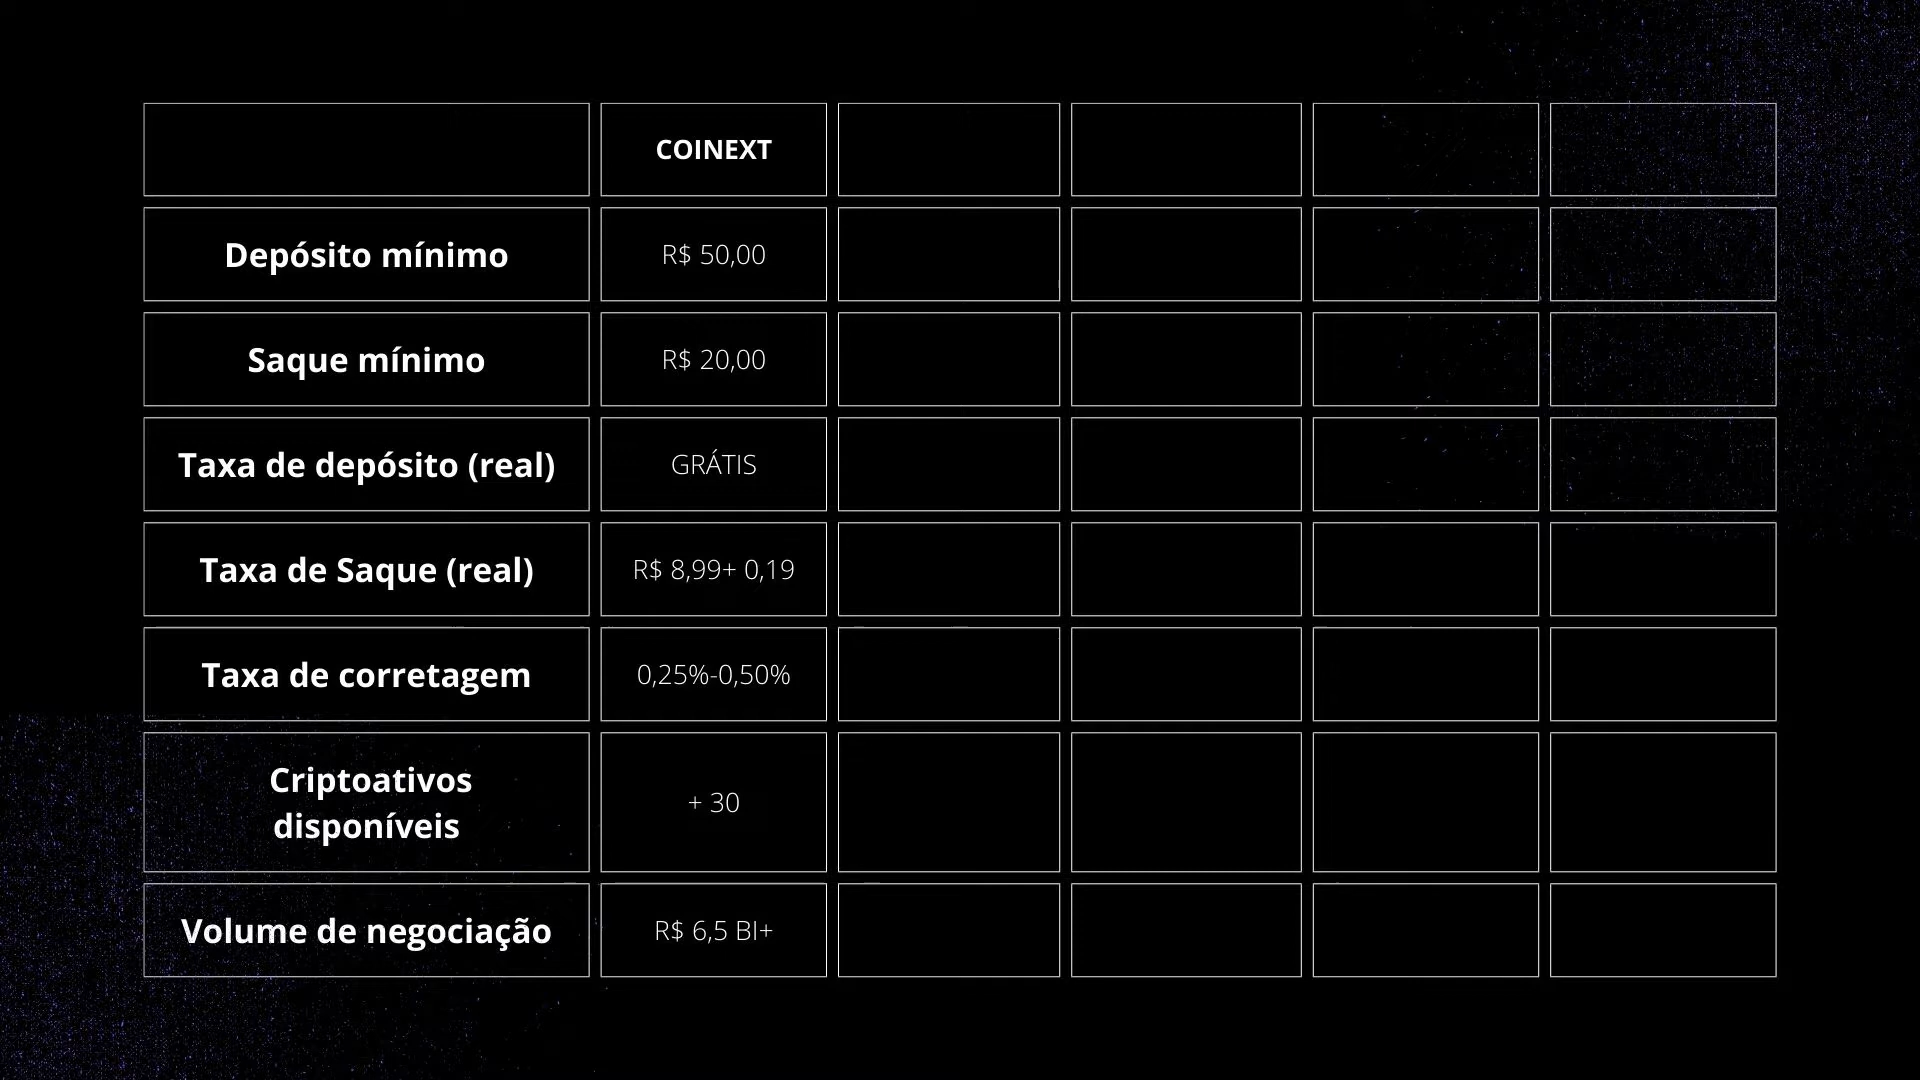 COINEXT
Depósito mínimo
R$ 50,00
Saque mínimo
R$ 20,00
Taxa de depósito (real)
GRÁTIS
Taxa de Saque (real)
R$ 8,99+ 0,19
Taxa de corretagem
0,25%-0,50%
Criptoativos
disponíveis
+ 30
Volume de negociação
R$ 6,5 BI+